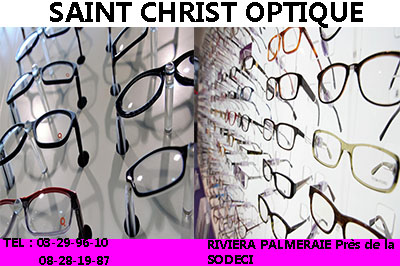 SAINT CHRIST OPTIQUE
TEL : 03-29-96-10
08-28-19-87
RIVIERA PALMERAIE Près de la
SODECI